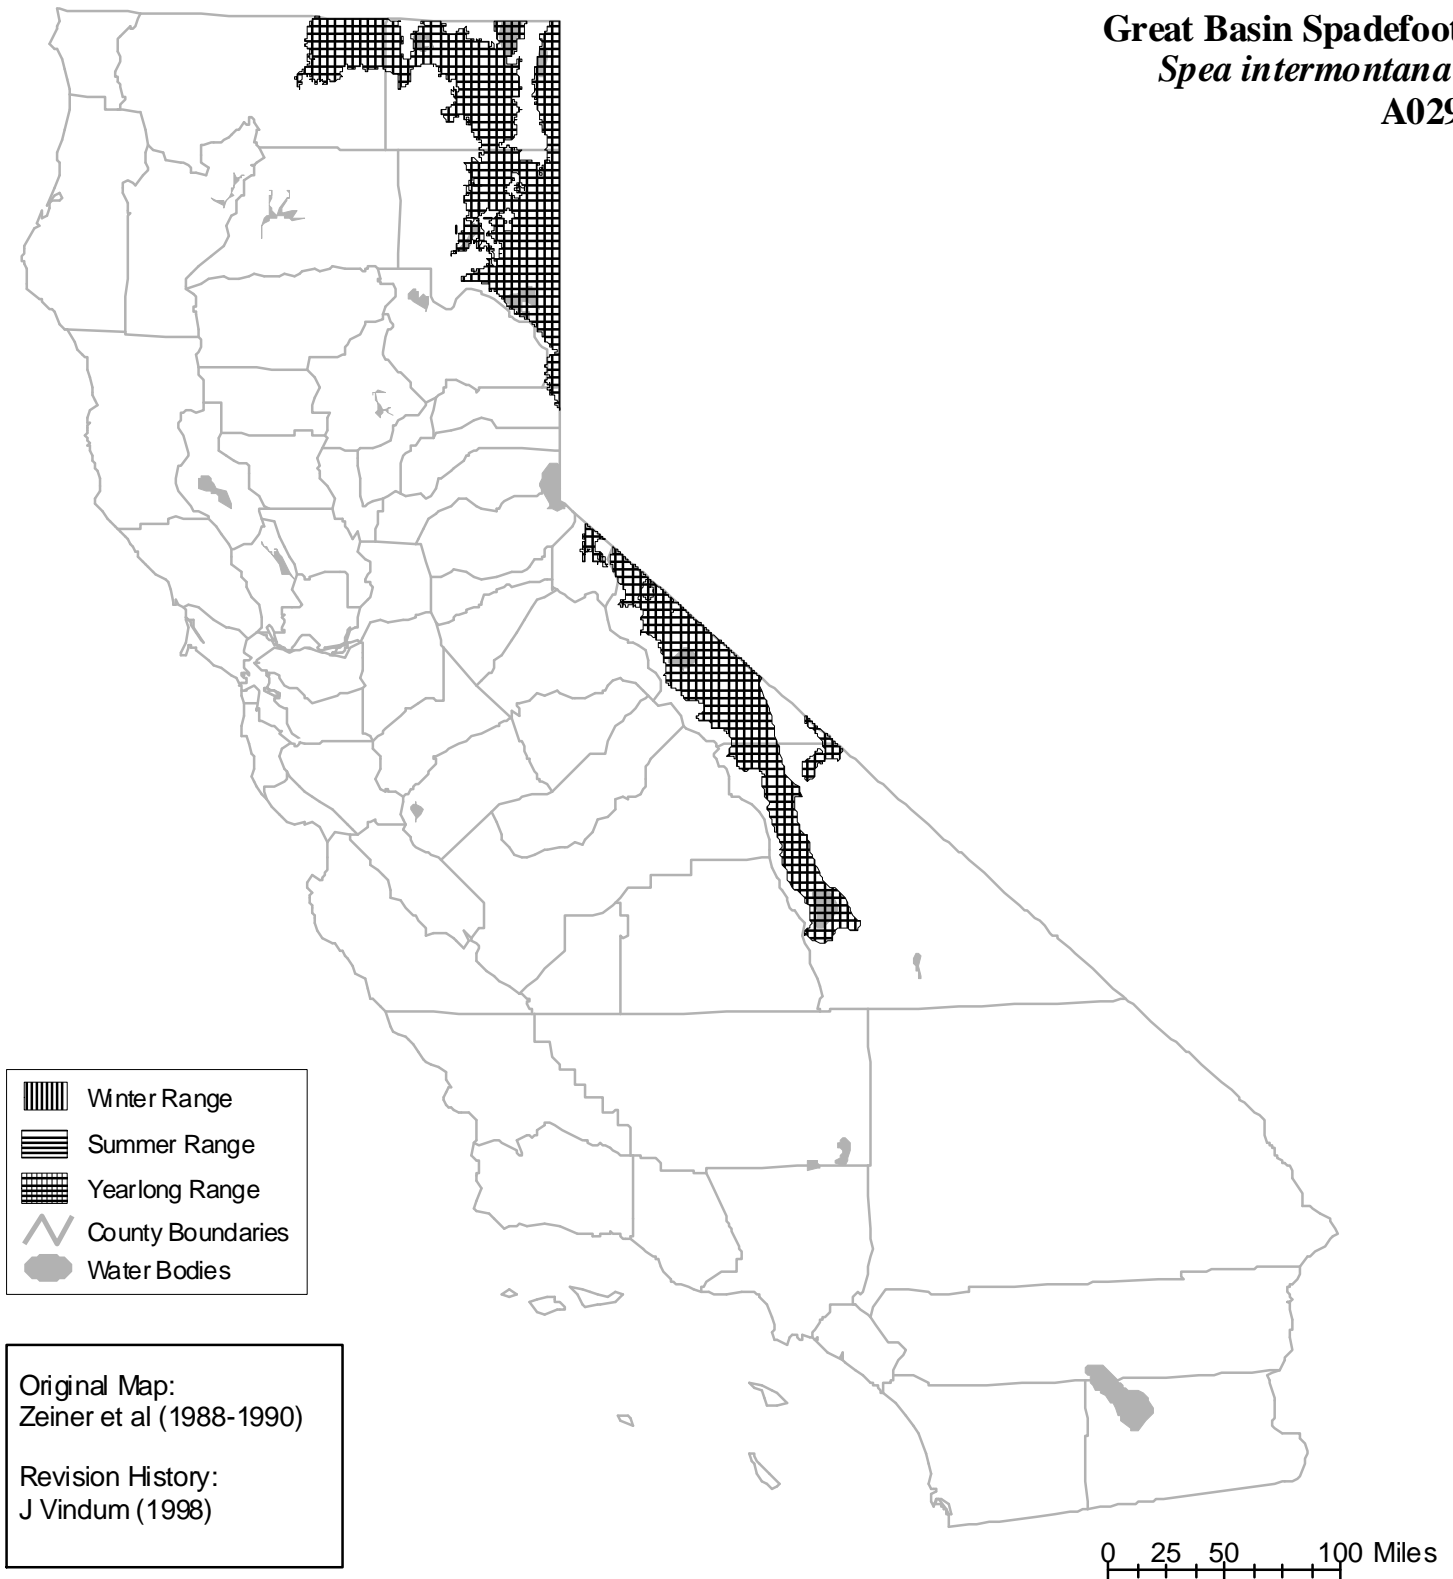 Great Basin Spadefoot
Spea intermontana
A029
Winter Range
Summer Range
Yearlong Range
County Boundaries
Water Bodies
Original Map:
Zeiner et al (1988-1990)
Revision History:
J Vindum (1998)
0 25 50 100 Miles